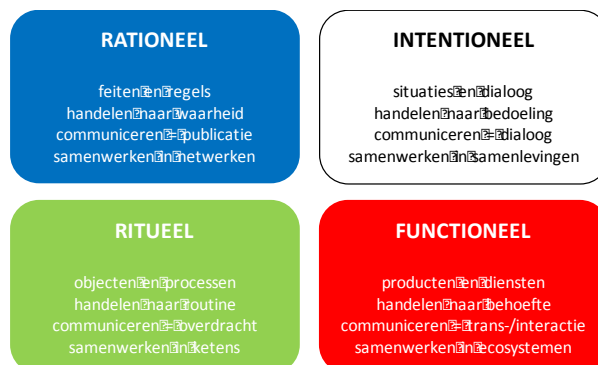 RATIONEEL
feiten en regels
handelen naar waarheid
communiceren = publicatie
samenwerken in netwerken
INTENTIONEEL
situaties en dialoog
handelen naar bedoeling
communiceren = dialoog
samenwerken in samenlevingen
RITUEEL
objecten en processen
handelen naar routine
communiceren = overdracht
samenwerken in ketens
FUNCTIONEEL
producten en diensten
handelen naar behoefte
communiceren = trans-/interactie
samenwerken in ecosystemen